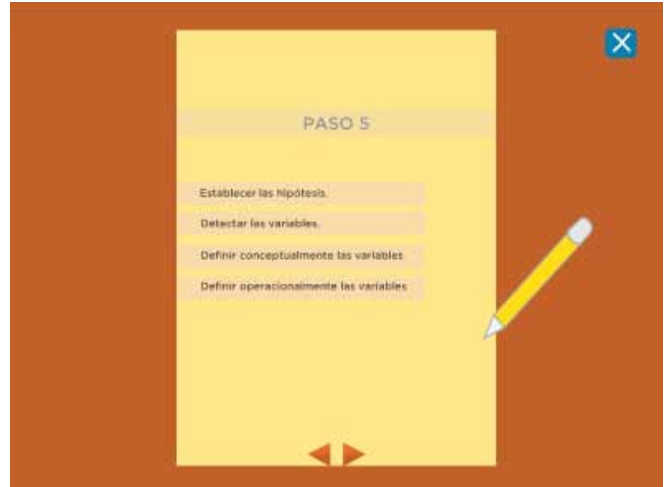 PASO 5
Establecer las hipótesis.
Detectar las variables.
Definir conceptualmente las variables
Definir operacionalmente las variables